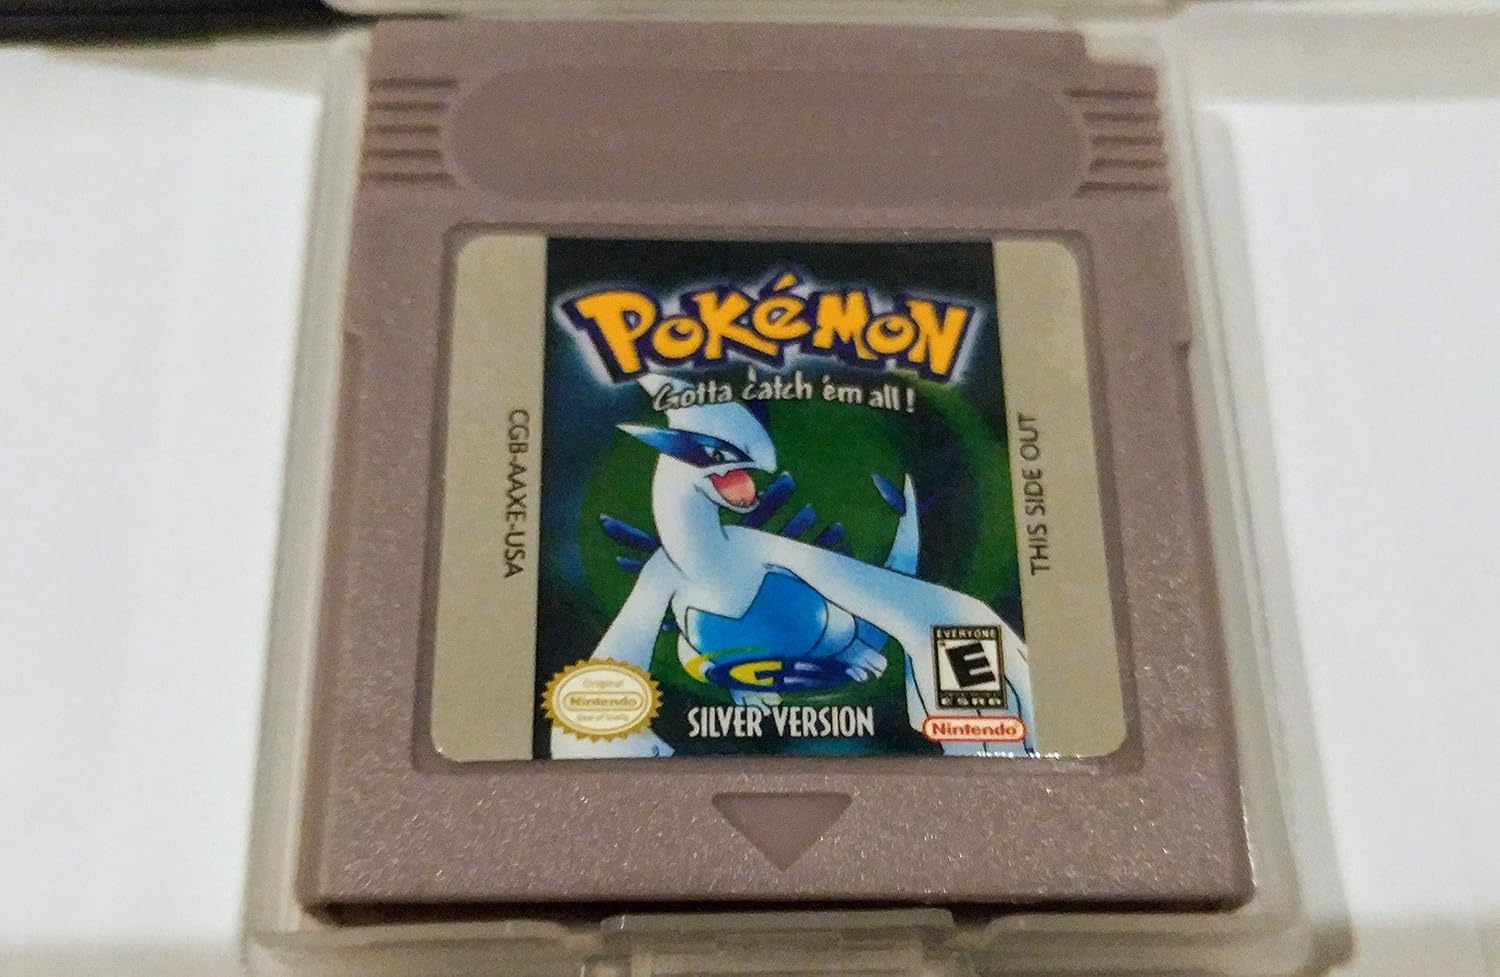 POKéMON
Gotta catch 'em all!
CGB-AAXE-USA
THIS SIDE OUT
EVERYONE
E
ESRB
Original
Nintendo
Seal of Quality
SILVER VERSION
Nintendo